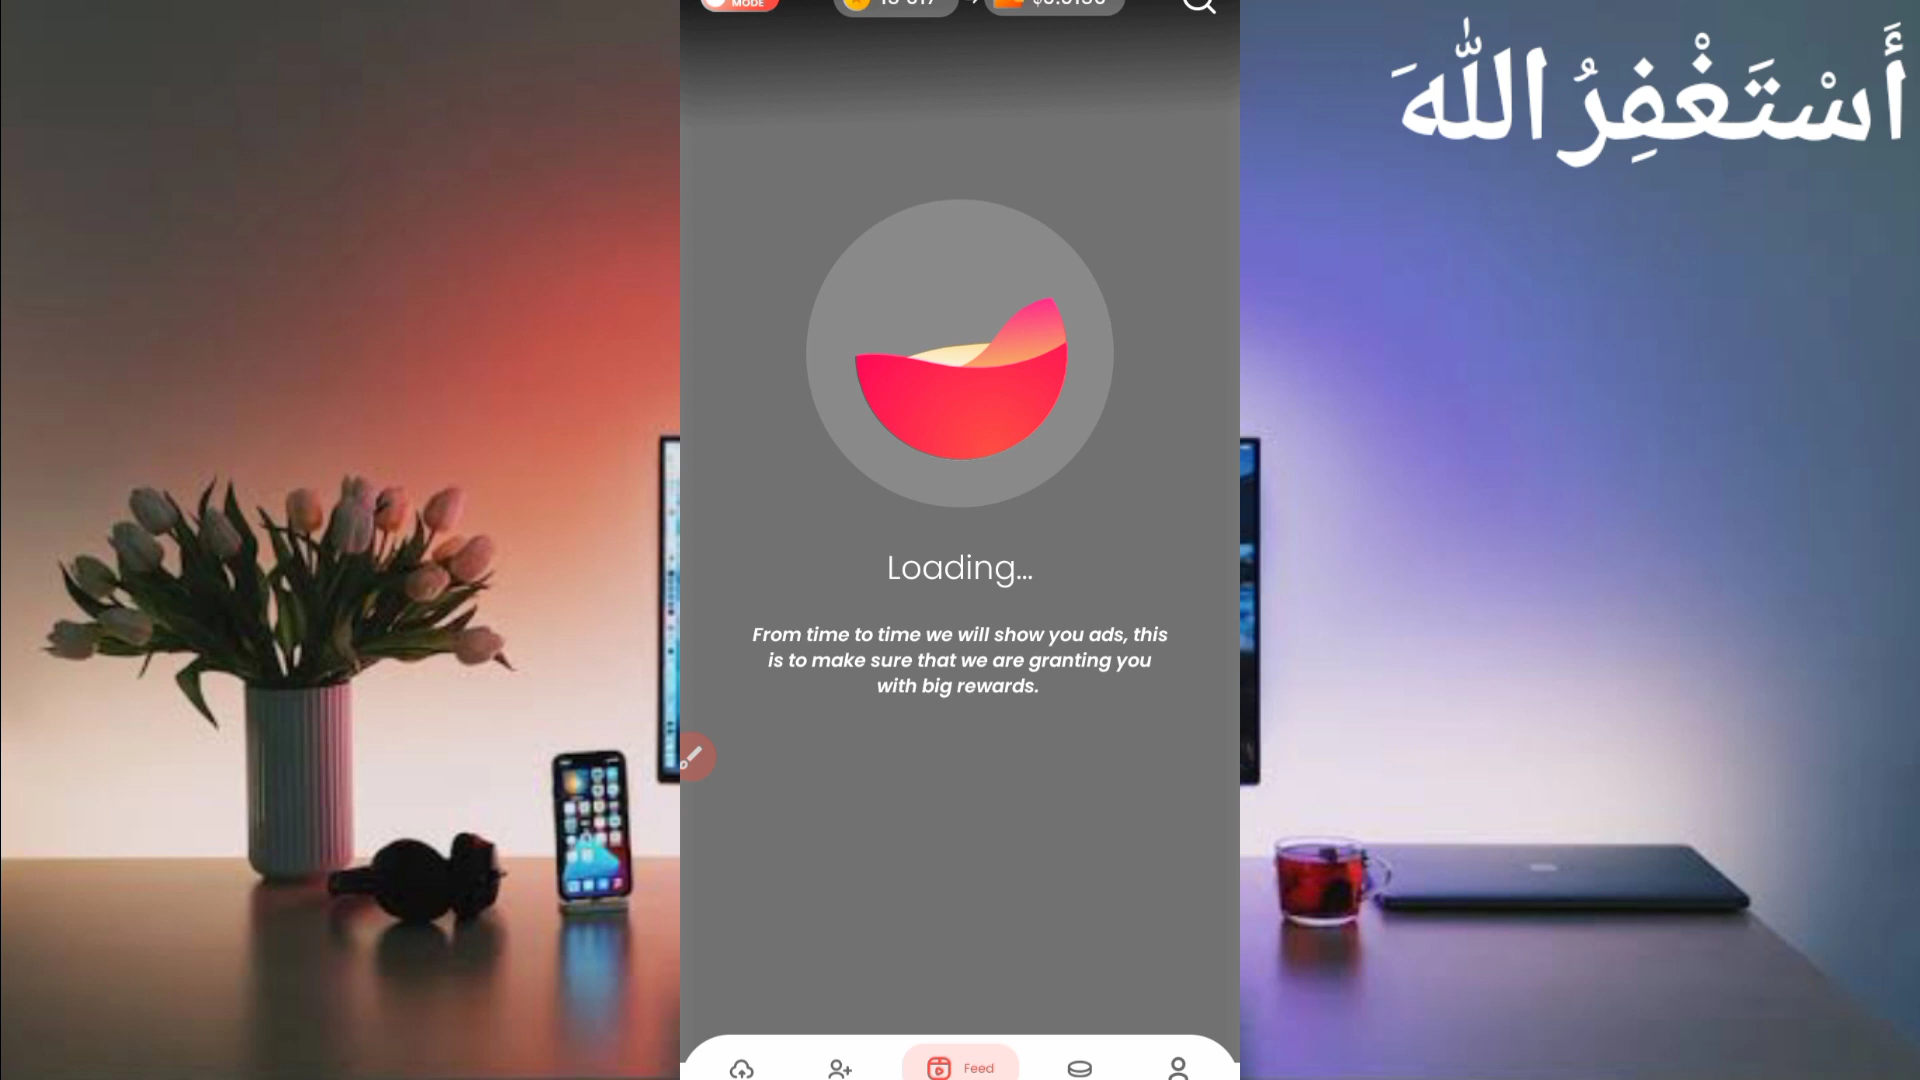 MODE
أَسْتَغْفِرُ اللَّهَ
Loading...
From time to time we will show you ads, this
is to make sure that we are granting you
with big rewards.
Feed